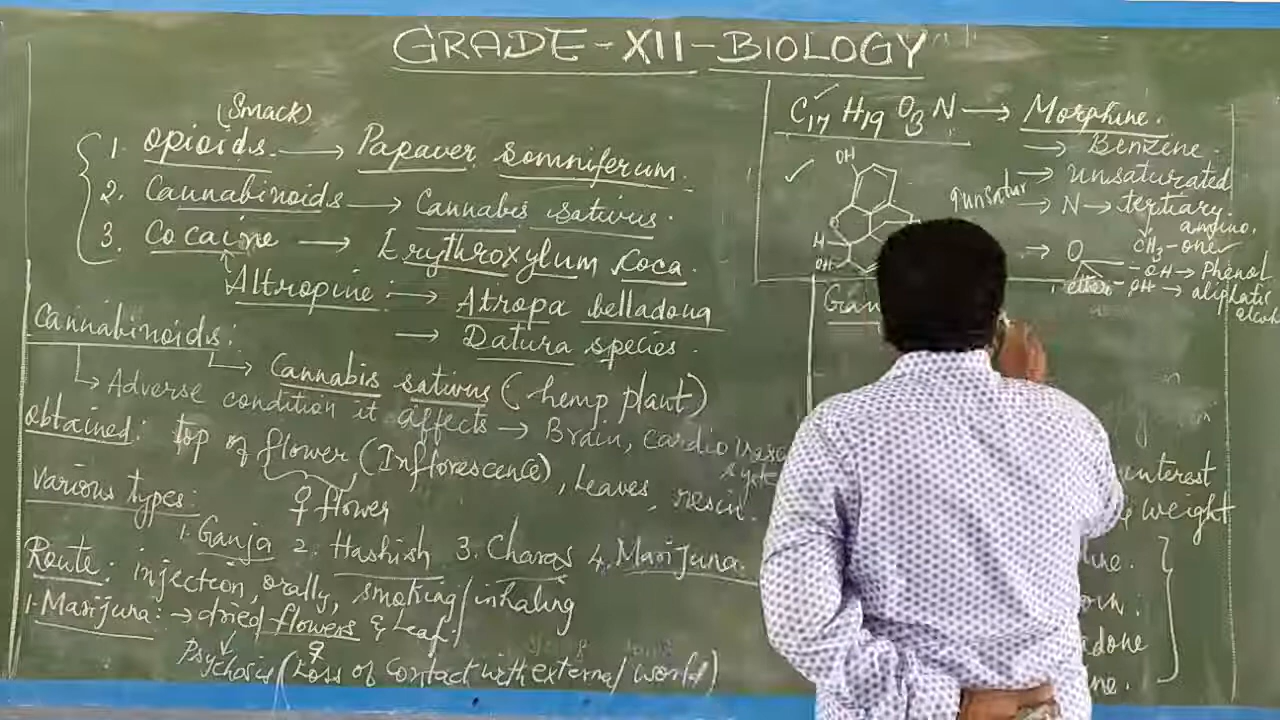 GRADE-XII-BIOLOGY
(Smack)
1. opioids. → Papaver somniferum.
2. Cannabinoids → Cannabis sativus.
3. Cocaine → Erythroxylum coca.
Altropine → Atropa belladona
→ Datura species.
Cannabinoids:
→ Cannabis sativus (hemp plant)
→ Adverse condition it affects → Brain, cardio
obtained: top of flower (Inflorescence), Leaves, resin.
♀ flower
various types:
1. Ganja 2. Hashish 3. Charas 4. Marijuna.
Route: injection, orally, smoking/inhaling
1. Marijuna: → dried flowers & Leaf.
♀
Psychosis (Loss of contact with external world)
C17 H19 O3 N → Morphine.
→ Benzene.
→ unsaturated
→ N → tertiary
amino.
CH3 - one
→ O
- OH → Phenol
ether - OH → aliphatic
OH
H
OH
Gan
interest
weight